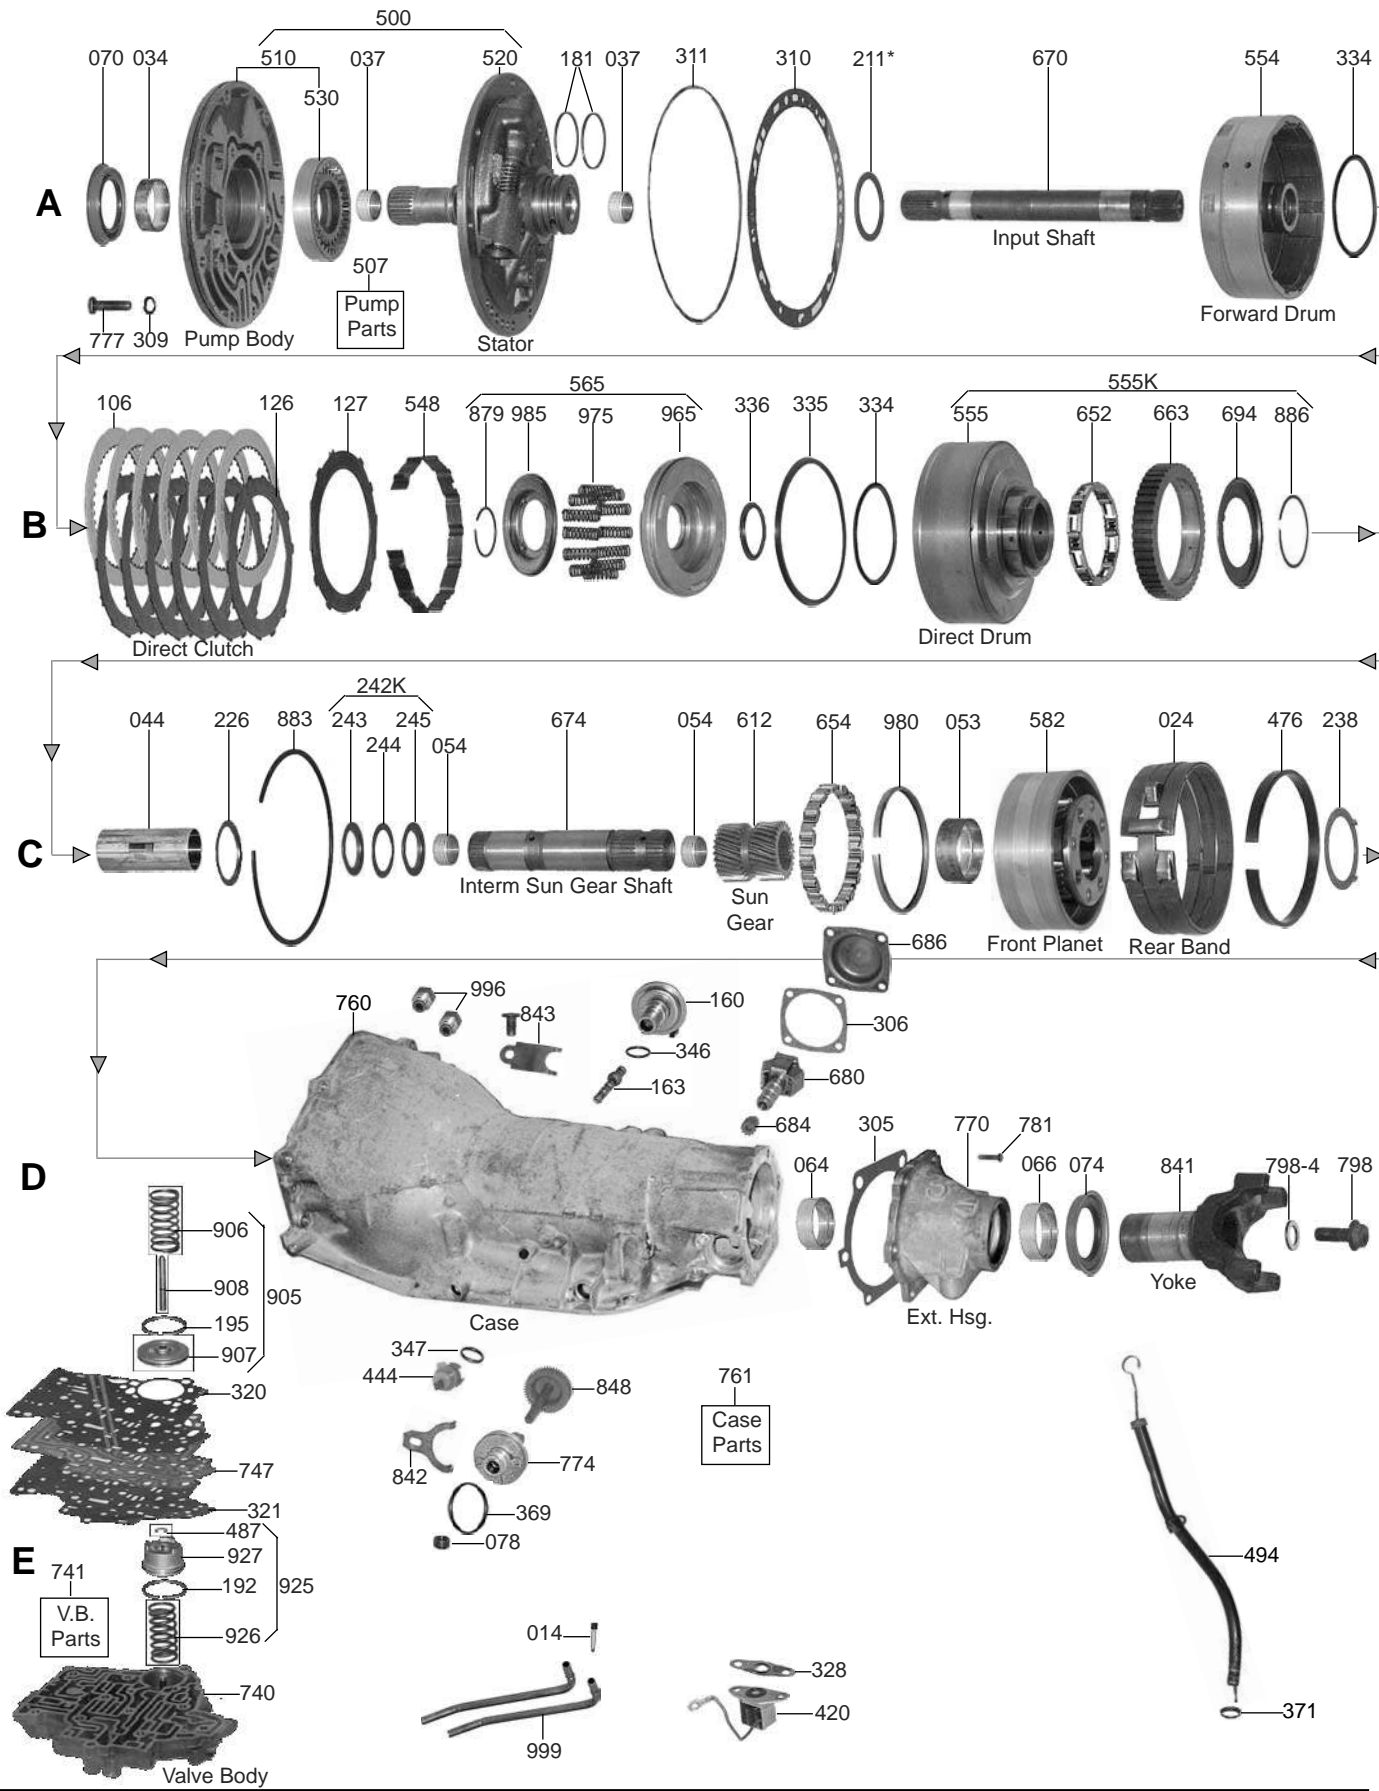 500
070 034 510 037 520 181 037 311 310 211* 670 554 334
530
A
Input Shaft
507
Pump
Parts
Forward Drum
777 309 Pump Body
Stator
565 555K
106 126 127 548 879 985 975 965 336 335 334 555 652 663 694 886
B
Direct Clutch
Direct Drum
242K
044 226 883 243 245 674 054 612 654 980 053 582 024 476 238
244 054
C
Interm Sun Gear Shaft
Sun
Gear
Front Planet Rear Band
686
760 996 843 160
306
346
163 680
684 305 770 781
D
064 066 074 841 798-4 798
906
908 905
195
907
Yoke
Ext. Hsg.
Case
347
444
320
848 761
Case
Parts
842 774
747
321
369
487
078
E
741
927
192 925
V.B.
Parts
926
494
014
328
740
420
371
999
Valve Body